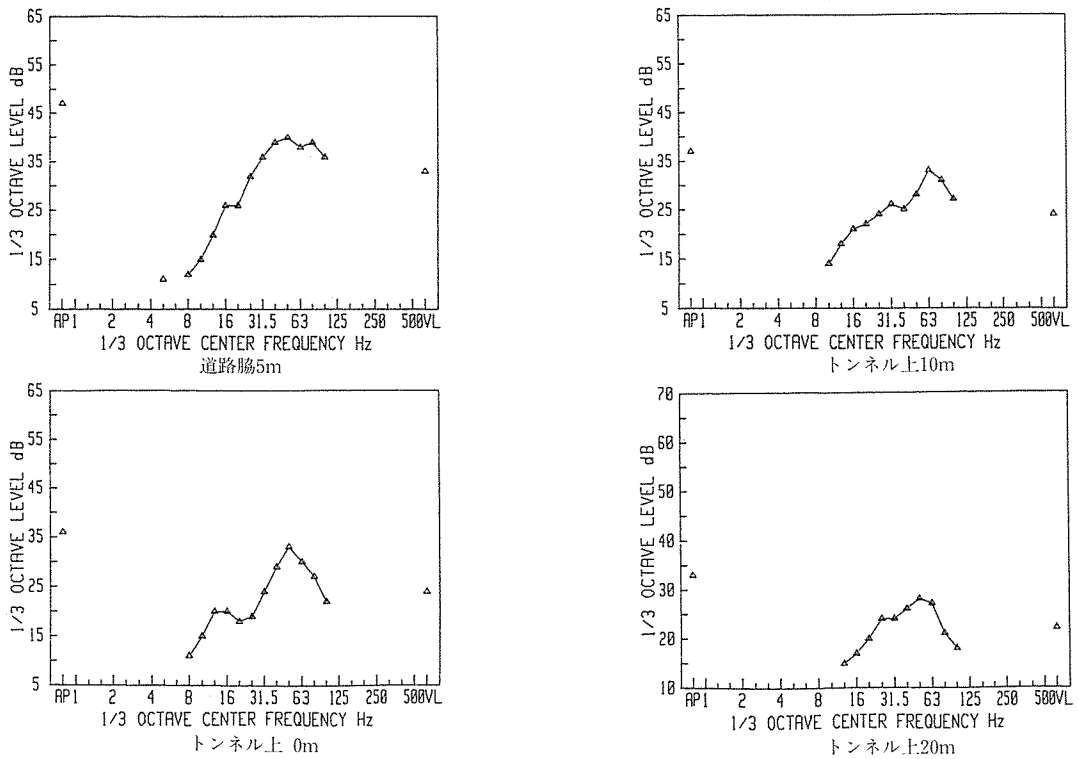 65
55
45
35
25
15
5
1/3 OCTAVE LEVEL dB
AP1 2 4 8 16 31.5 63 125 250 500VL
1/3 OCTAVE CENTER FREQUENCY Hz
道路脇5m
65
55
45
35
25
15
5
1/3 OCTAVE LEVEL dB
AP1 2 4 8 16 31.5 63 125 250 500VL
1/3 OCTAVE CENTER FREQUENCY Hz
トンネル上10m
65
55
45
35
25
15
5
1/3 OCTAVE LEVEL dB
AP1 2 4 8 16 31.5 63 125 250 500VL
1/3 OCTAVE CENTER FREQUENCY Hz
トンネル上 0m
70
60
50
40
30
20
10
1/3 OCTAVE LEVEL dB
AP1 2 4 8 16 31.5 63 125 250 500VL
1/3 OCTAVE CENTER FREQUENCY Hz
トンネル上20m